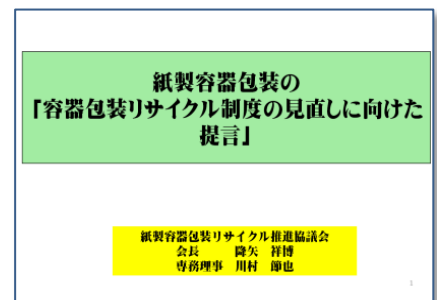 紙製容器包装の
「容器包装リサイクル制度の見直しに向けた
提言」
紙製容器包装リサイクル推進協議会
会長　　降矢　祥博
専務理事　川村　節也
1